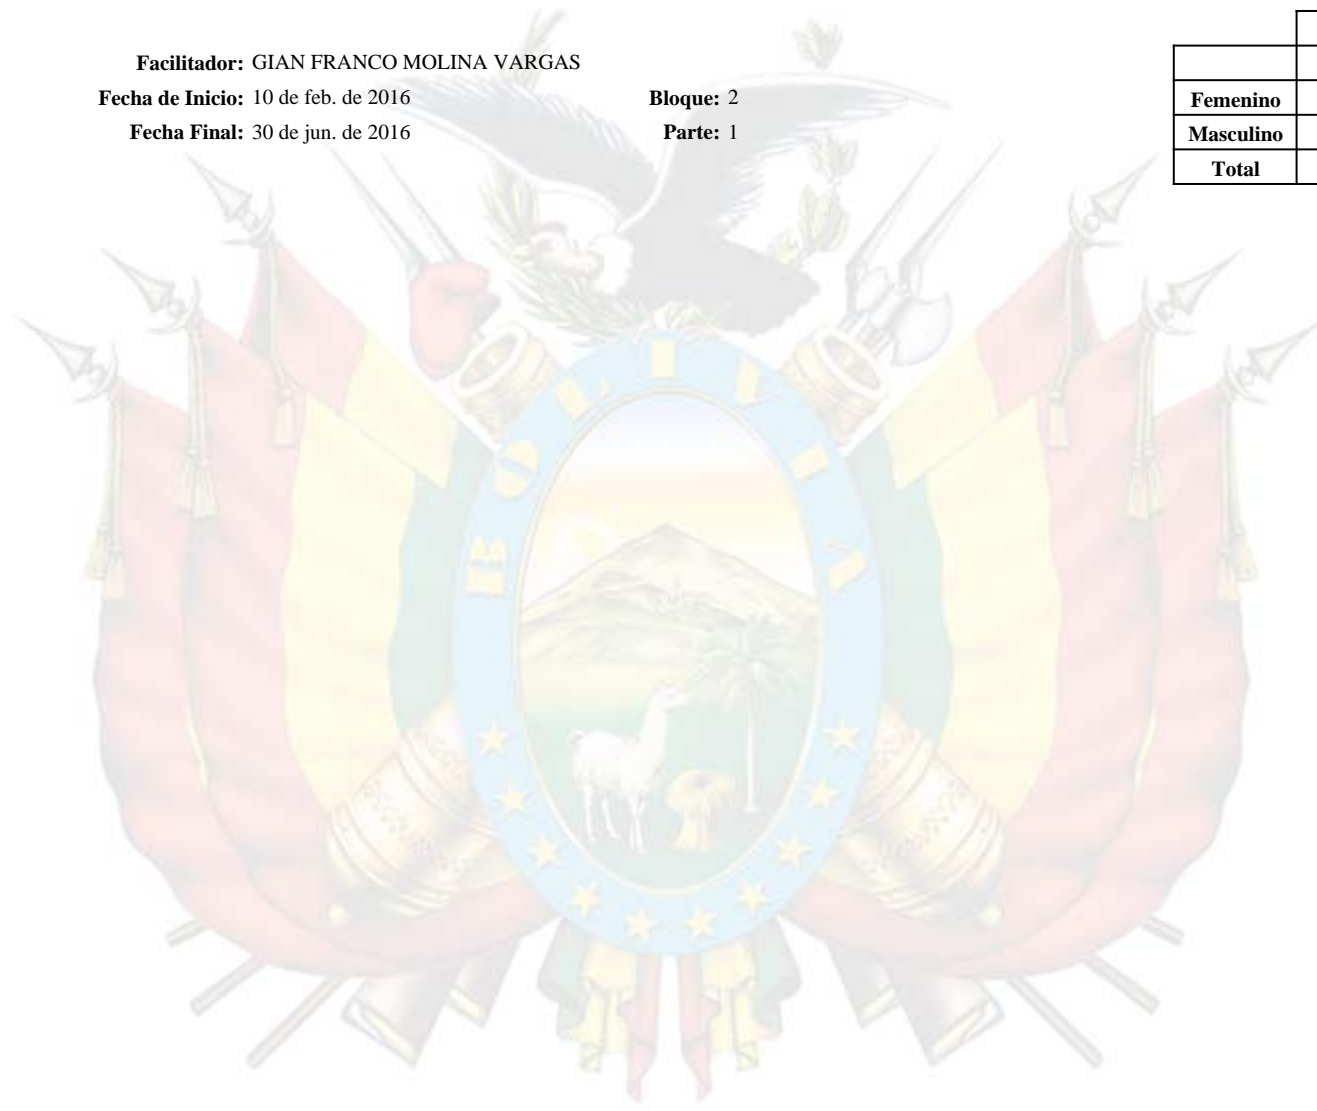 Facilitador: GIAN FRANCO MOLINA VARGAS
Fecha de Inicio: 10 de feb. de 2016 Bloque: 2
Fecha Final: 30 de jun. de 2016 Parte: 1
Femenino
Masculino
Total
BOLIVIA